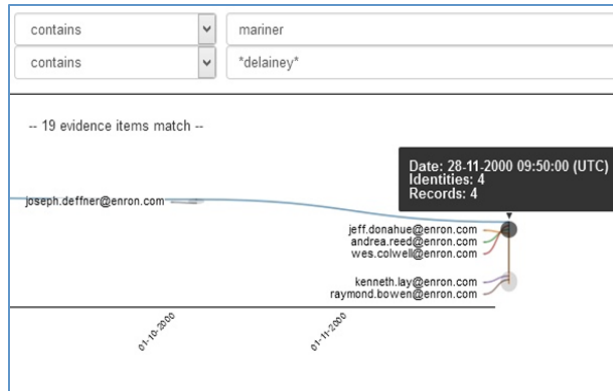 contains mariner
contains *delainey*
-- 19 evidence items match --
Date: 28-11-2000 09:50:00 (UTC)
Identities: 4
Records: 4
joseph.deffner@enron.com
jeff.donahue@enron.com
andrea.reed@enron.com
wes.colwell@enron.com
kenneth.lay@enron.com
raymond.bowen@enron.com
01-10-2000
01-11-2000